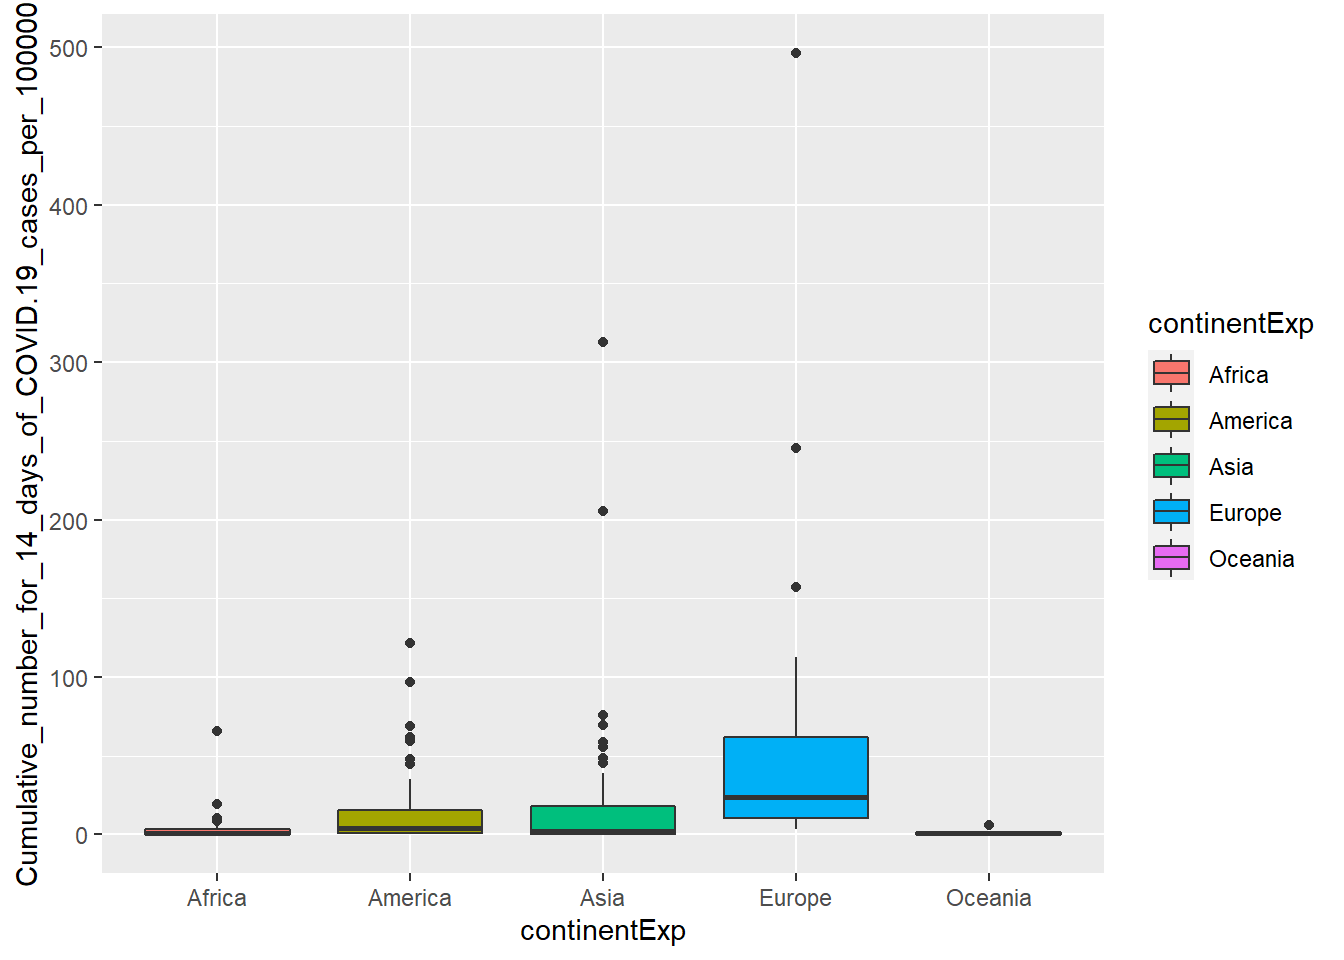 Cumulative_number_for_14_days_of_COVID.19_cases_per_100000
500
400
300
200
100
0
Africa
America
Asia
Europe
Oceania
continentExp
continentExp
Africa
America
Asia
Europe
Oceania